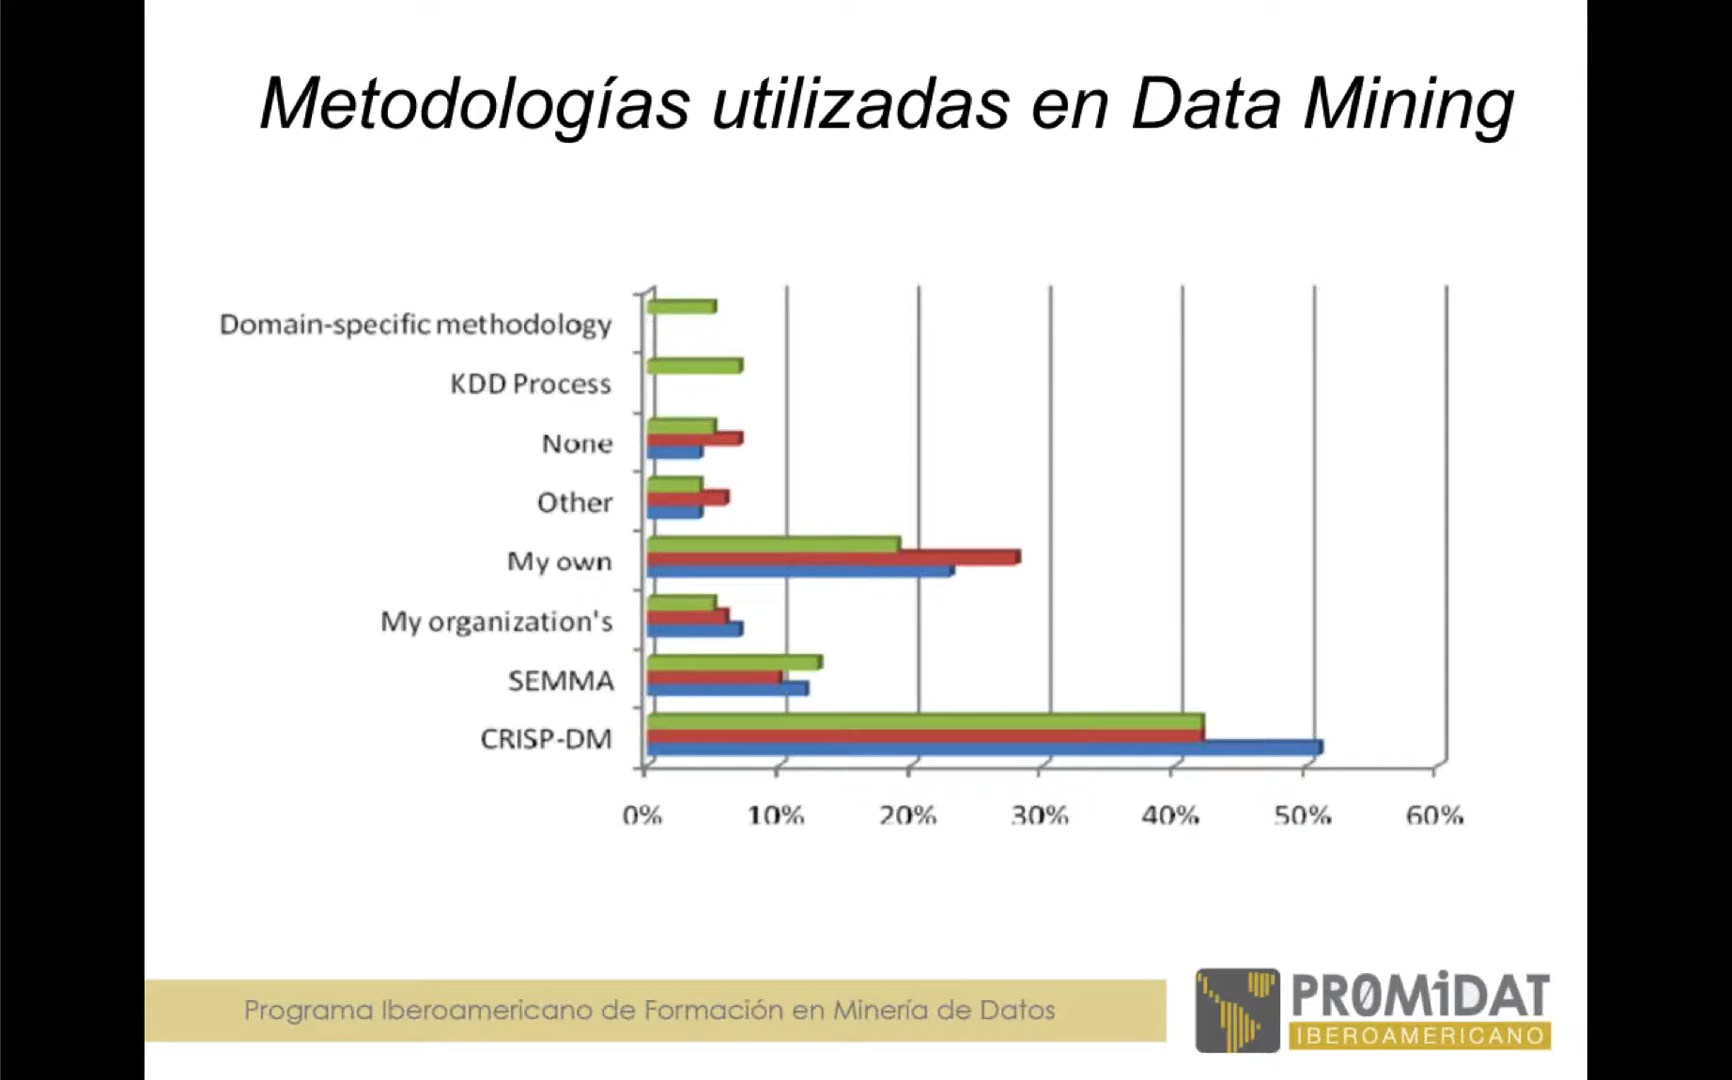 Metodologías utilizadas en Data Mining
Domain-specific methodology
KDD Process
None
Other
My own
My organization's
SEMMA
CRISP-DM
0% 10% 20% 30% 40% 50% 60%
Programa Iberoamericano de Formación en Minería de Datos
PR0MiDAT
IBEROAMERICANO